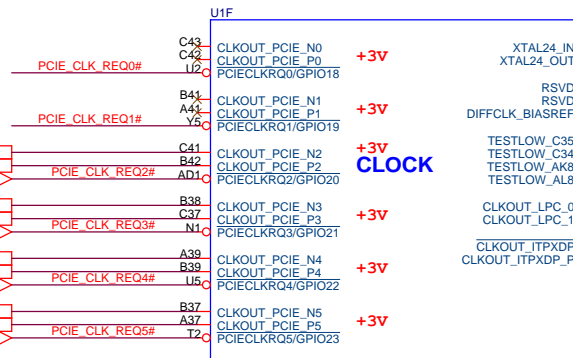 U1F
C43 CLKOUT_PCIE_N0 XTAL24_IN
C42 CLKOUT_PCIE_P0 +3V XTAL24_OUT
PCIE_CLK_REQ0# U2 PCIECLKRQ0/GPIO18
RSVD
B41 CLKOUT_PCIE_N1 RSVD
A41 CLKOUT_PCIE_P1 +3V DIFFCLK_BIASREF
PCIE_CLK_REQ1# Y5 PCIECLKRQ1/GPIO19
TESTLOW_C35
C41 CLKOUT_PCIE_N2 +3V TESTLOW_C34
B42 CLKOUT_PCIE_P2 CLOCK TESTLOW_AK8
PCIE_CLK_REQ2# AD1 PCIECLKRQ2/GPIO20 TESTLOW_AL8
B38 CLKOUT_PCIE_N3 CLKOUT_LPC_0
C37 CLKOUT_PCIE_P3 +3V CLKOUT_LPC_1
PCIE_CLK_REQ3# N1 PCIECLKRQ3/GPIO21
CLKOUT_ITPXDP
A39 CLKOUT_PCIE_N4 CLKOUT_ITPXDP_P
B39 CLKOUT_PCIE_P4 +3V
PCIE_CLK_REQ4# U5 PCIECLKRQ4/GPIO22
B37 CLKOUT_PCIE_N5
A37 CLKOUT_PCIE_P5 +3V
PCIE_CLK_REQ5# T2 PCIECLKRQ5/GPIO23